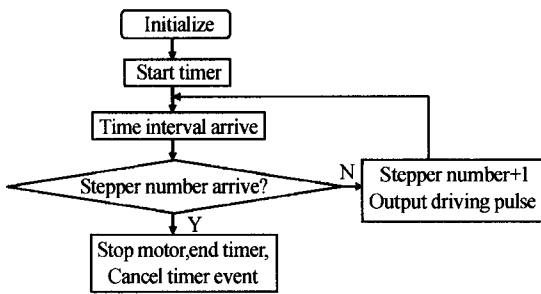 Initialize
Start timer
Time interval arrive
Stepper number arrive?
N
Stepper number+1
Output driving pulse
Y
Stop motor,end timer,
Cancel timer event